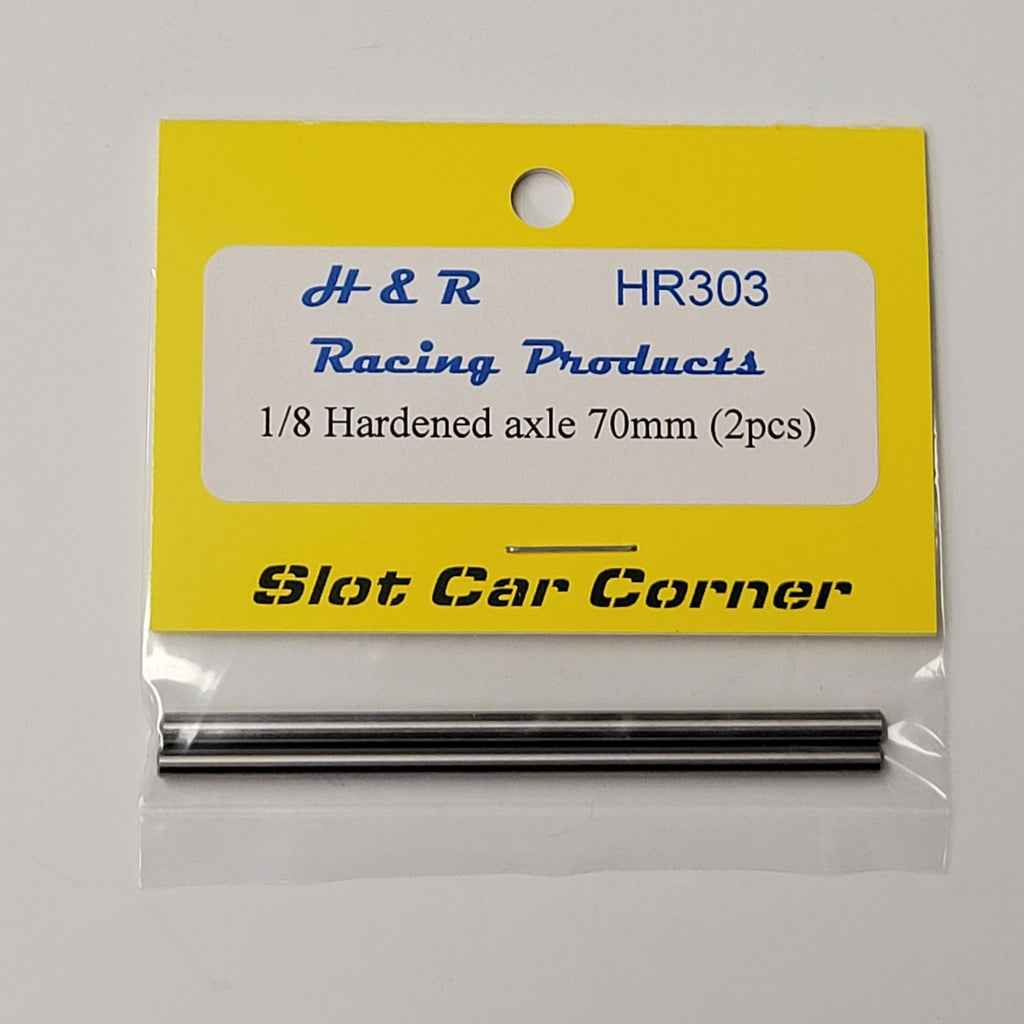 H & R HR303
Racing Products
1/8 Hardened axle 70mm (2pcs)
Slot Car Corner